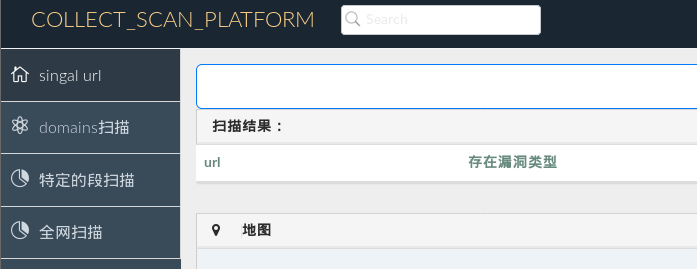 COLLECT_SCAN_PLATFORM
Search
singal url
domains扫描
特定的段扫描
全网扫描
扫描结果：
url 存在漏洞类型
地图